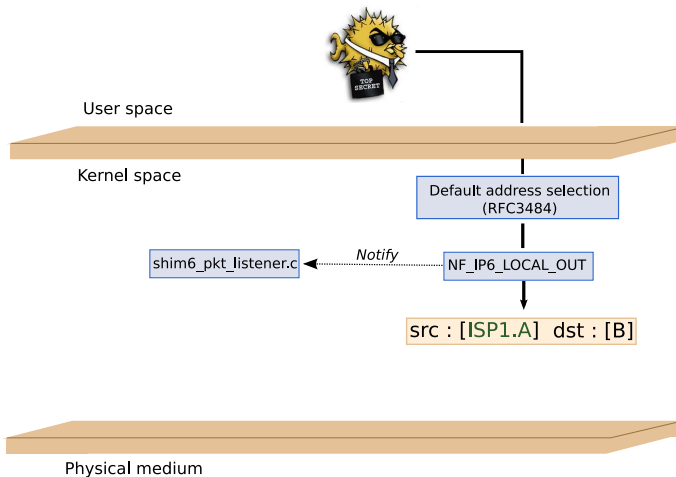 TOP
SECRET
User space
Kernel space
Default address selection
(RFC3484)
shim6_pkt_listener.c
Notify
NF_IP6_LOCAL_OUT
src : [ISP1.A] dst : [B]
Physical medium